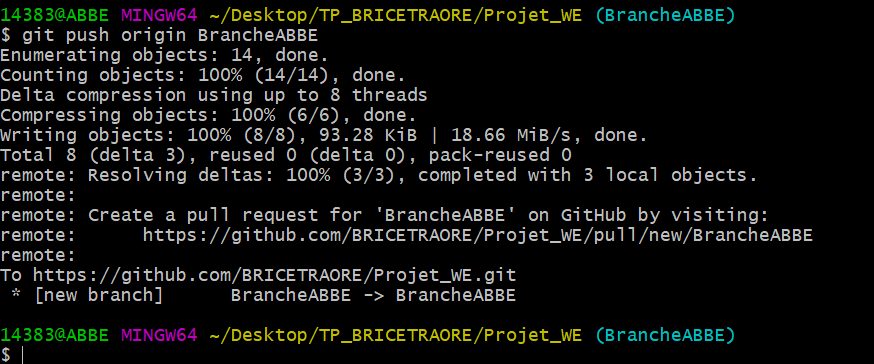 14383@ABBE MINGW64 ~/Desktop/TP_BRICETRAORE/Projet_WE (BrancheABBE)
$ git push origin BrancheABBE
Enumerating objects: 14, done.
Counting objects: 100% (14/14), done.
Delta compression using up to 8 threads
Compressing objects: 100% (6/6), done.
Writing objects: 100% (8/8), 93.28 KiB | 18.66 MiB/s, done.
Total 8 (delta 3), reused 0 (delta 0), pack-reused 0
remote: Resolving deltas: 100% (3/3), completed with 3 local objects.
remote:
remote: Create a pull request for 'BrancheABBE' on GitHub by visiting:
remote:      https://github.com/BRICETRAORE/Projet_WE/pull/new/BrancheABBE
remote:
To https://github.com/BRICETRAORE/Projet_WE.git
 * [new branch]      BrancheABBE -> BrancheABBE
14383@ABBE MINGW64 ~/Desktop/TP_BRICETRAORE/Projet_WE (BrancheABBE)
$